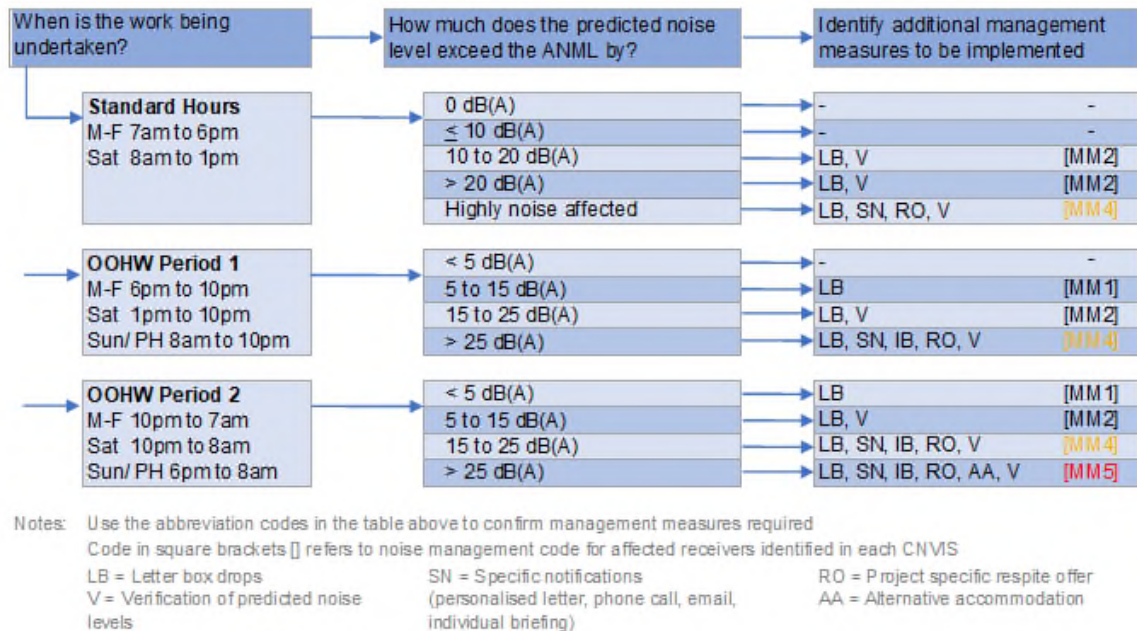 When is the work being undertaken?
How much does the predicted noise level exceed the ANML by?
Identify additional management measures to be implemented
Standard Hours
M-F 7am to 6pm
Sat 8am to 1pm
0 dB(A)
- -
≤ 10 dB(A)
- -
10 to 20 dB(A)
LB, V [MM2]
> 20 dB(A)
LB, V [MM2]
Highly noise affected
LB, SN, RO, V [MM4]
OOHW Period 1
M-F 6pm to 10pm
Sat 1pm to 10pm
Sun/ PH 8am to 10pm
< 5 dB(A)
- -
5 to 15 dB(A)
LB [MM1]
15 to 25 dB(A)
LB, V [MM2]
> 25 dB(A)
LB, SN, IB, RO, V [MM4]
OOHW Period 2
M-F 10pm to 7am
Sat 10pm to 8am
Sun/ PH 6pm to 8am
< 5 dB(A)
LB [MM1]
5 to 15 dB(A)
LB, V [MM2]
15 to 25 dB(A)
LB, SN, IB, RO, V [MM4]
> 25 dB(A)
LB, SN, IB, RO, AA, V [MM5]
Notes: Use the abbreviation codes in the table above to confirm management measures required
Code in square brackets [] refers to noise management code for affected receivers identified in each CNVIS
LB = Letter box drops
V = Verification of predicted noise
levels
SN = Specific notifications
(personalised letter, phone call, email,
individual briefing)
RO = Project specific respite offer
AA = Alternative accommodation